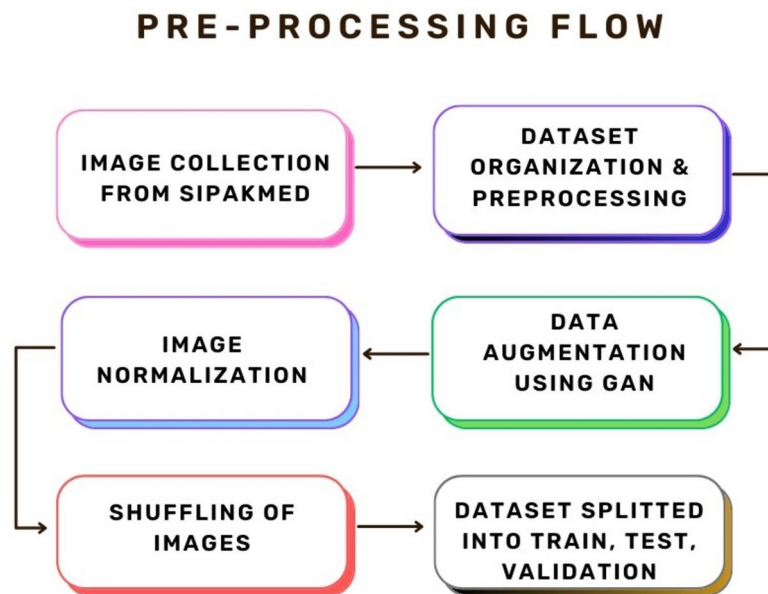 PRE-PROCESSING FLOW
IMAGE COLLECTION
FROM SIPAKMED
DATASET
ORGANIZATION &
PREPROCESSING
DATA
AUGMENTATION
USING GAN
IMAGE
NORMALIZATION
SHUFFLING OF
IMAGES
DATASET SPLITTED
INTO TRAIN, TEST,
VALIDATION